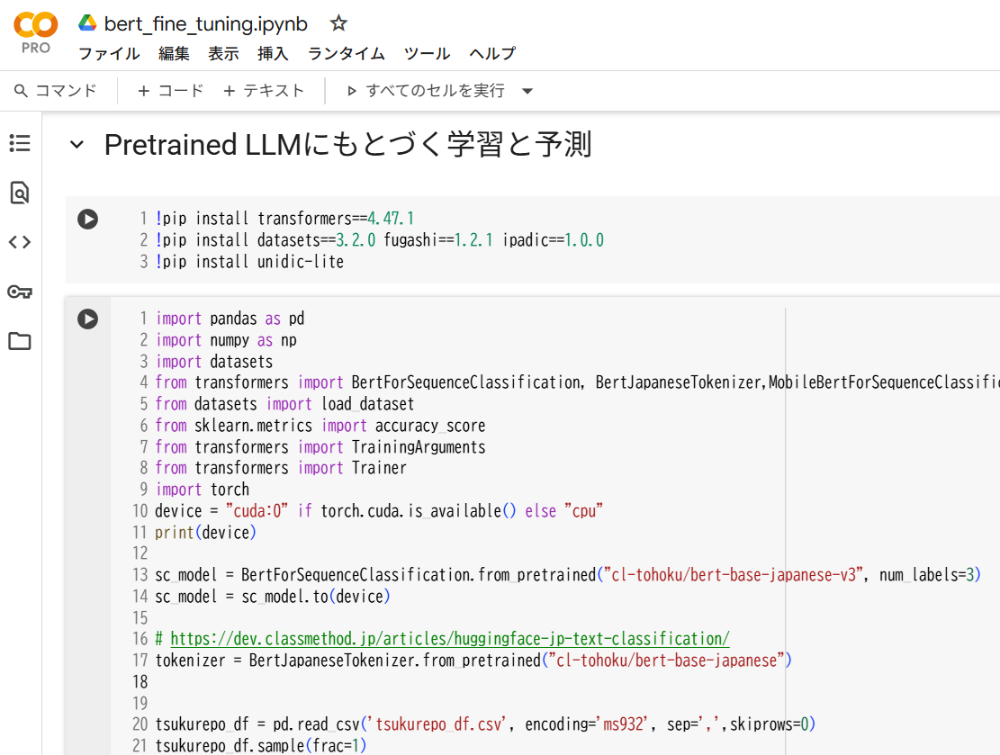 CO bert_fine_tuning.ipynb ☆
PRO
ファイル 編集 表示 挿入 ランタイム ツール ヘルプ
コマンド + コード + テキスト すべてのセルを実行
Pretrained LLMにもとづく学習と予測
1 !pip install transformers==4.47.1
2 !pip install datasets==3.2.0 fugashi==1.2.1 ipadic==1.0.0
3 !pip install unidic-lite
1 import pandas as pd
2 import numpy as np
3 import datasets
4 from transformers import BertForSequenceClassification, BertJapaneseTokenizer,MobileBertForSequenceClassific
5 from datasets import load_dataset
6 from sklearn.metrics import accuracy_score
7 from transformers import TrainingArguments
8 from transformers import Trainer
9 import torch
10 device = "cuda:0" if torch.cuda.is_available() else "cpu"
11 print(device)
12
13 sc_model = BertForSequenceClassification.from_pretrained("cl-tohoku/bert-base-japanese-v3", num_labels=3)
14 sc_model = sc_model.to(device)
15
16 # https://dev.classmethod.jp/articles/huggingface-jp-text-classification/
17 tokenizer = BertJapaneseTokenizer.from_pretrained("cl-tohoku/bert-base-japanese")
18
19
20 tsukurepo_df = pd.read_csv('tsukurepo_df.csv', encoding='ms932', sep=',',skiprows=0)
21 tsukurepo_df.sample(frac=1)